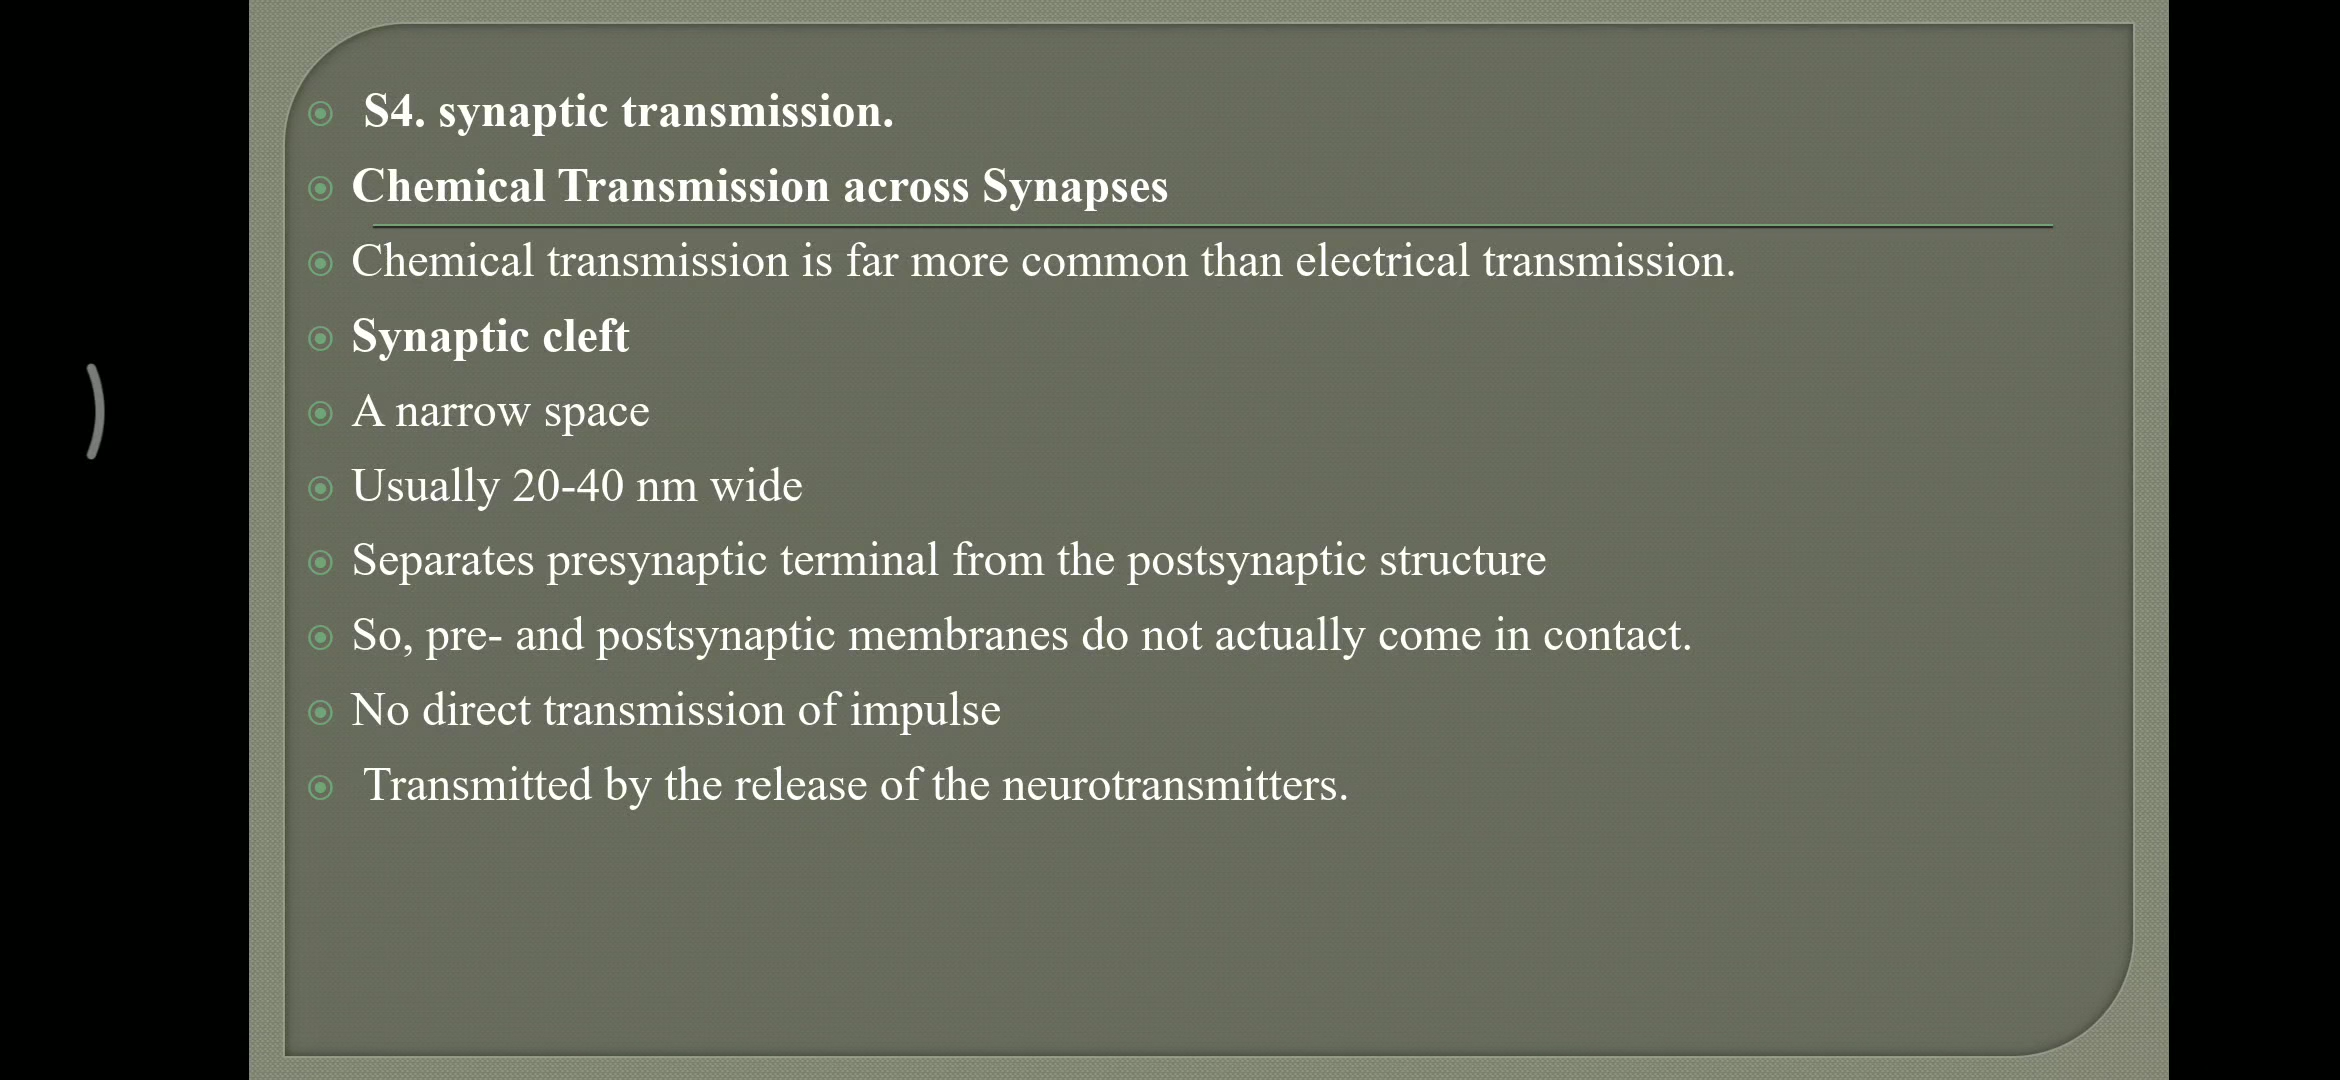 S4. synaptic transmission.
Chemical Transmission across Synapses
Chemical transmission is far more common than electrical transmission.
Synaptic cleft
A narrow space
Usually 20-40 nm wide
Separates presynaptic terminal from the postsynaptic structure
So, pre- and postsynaptic membranes do not actually come in contact.
No direct transmission of impulse
Transmitted by the release of the neurotransmitters.